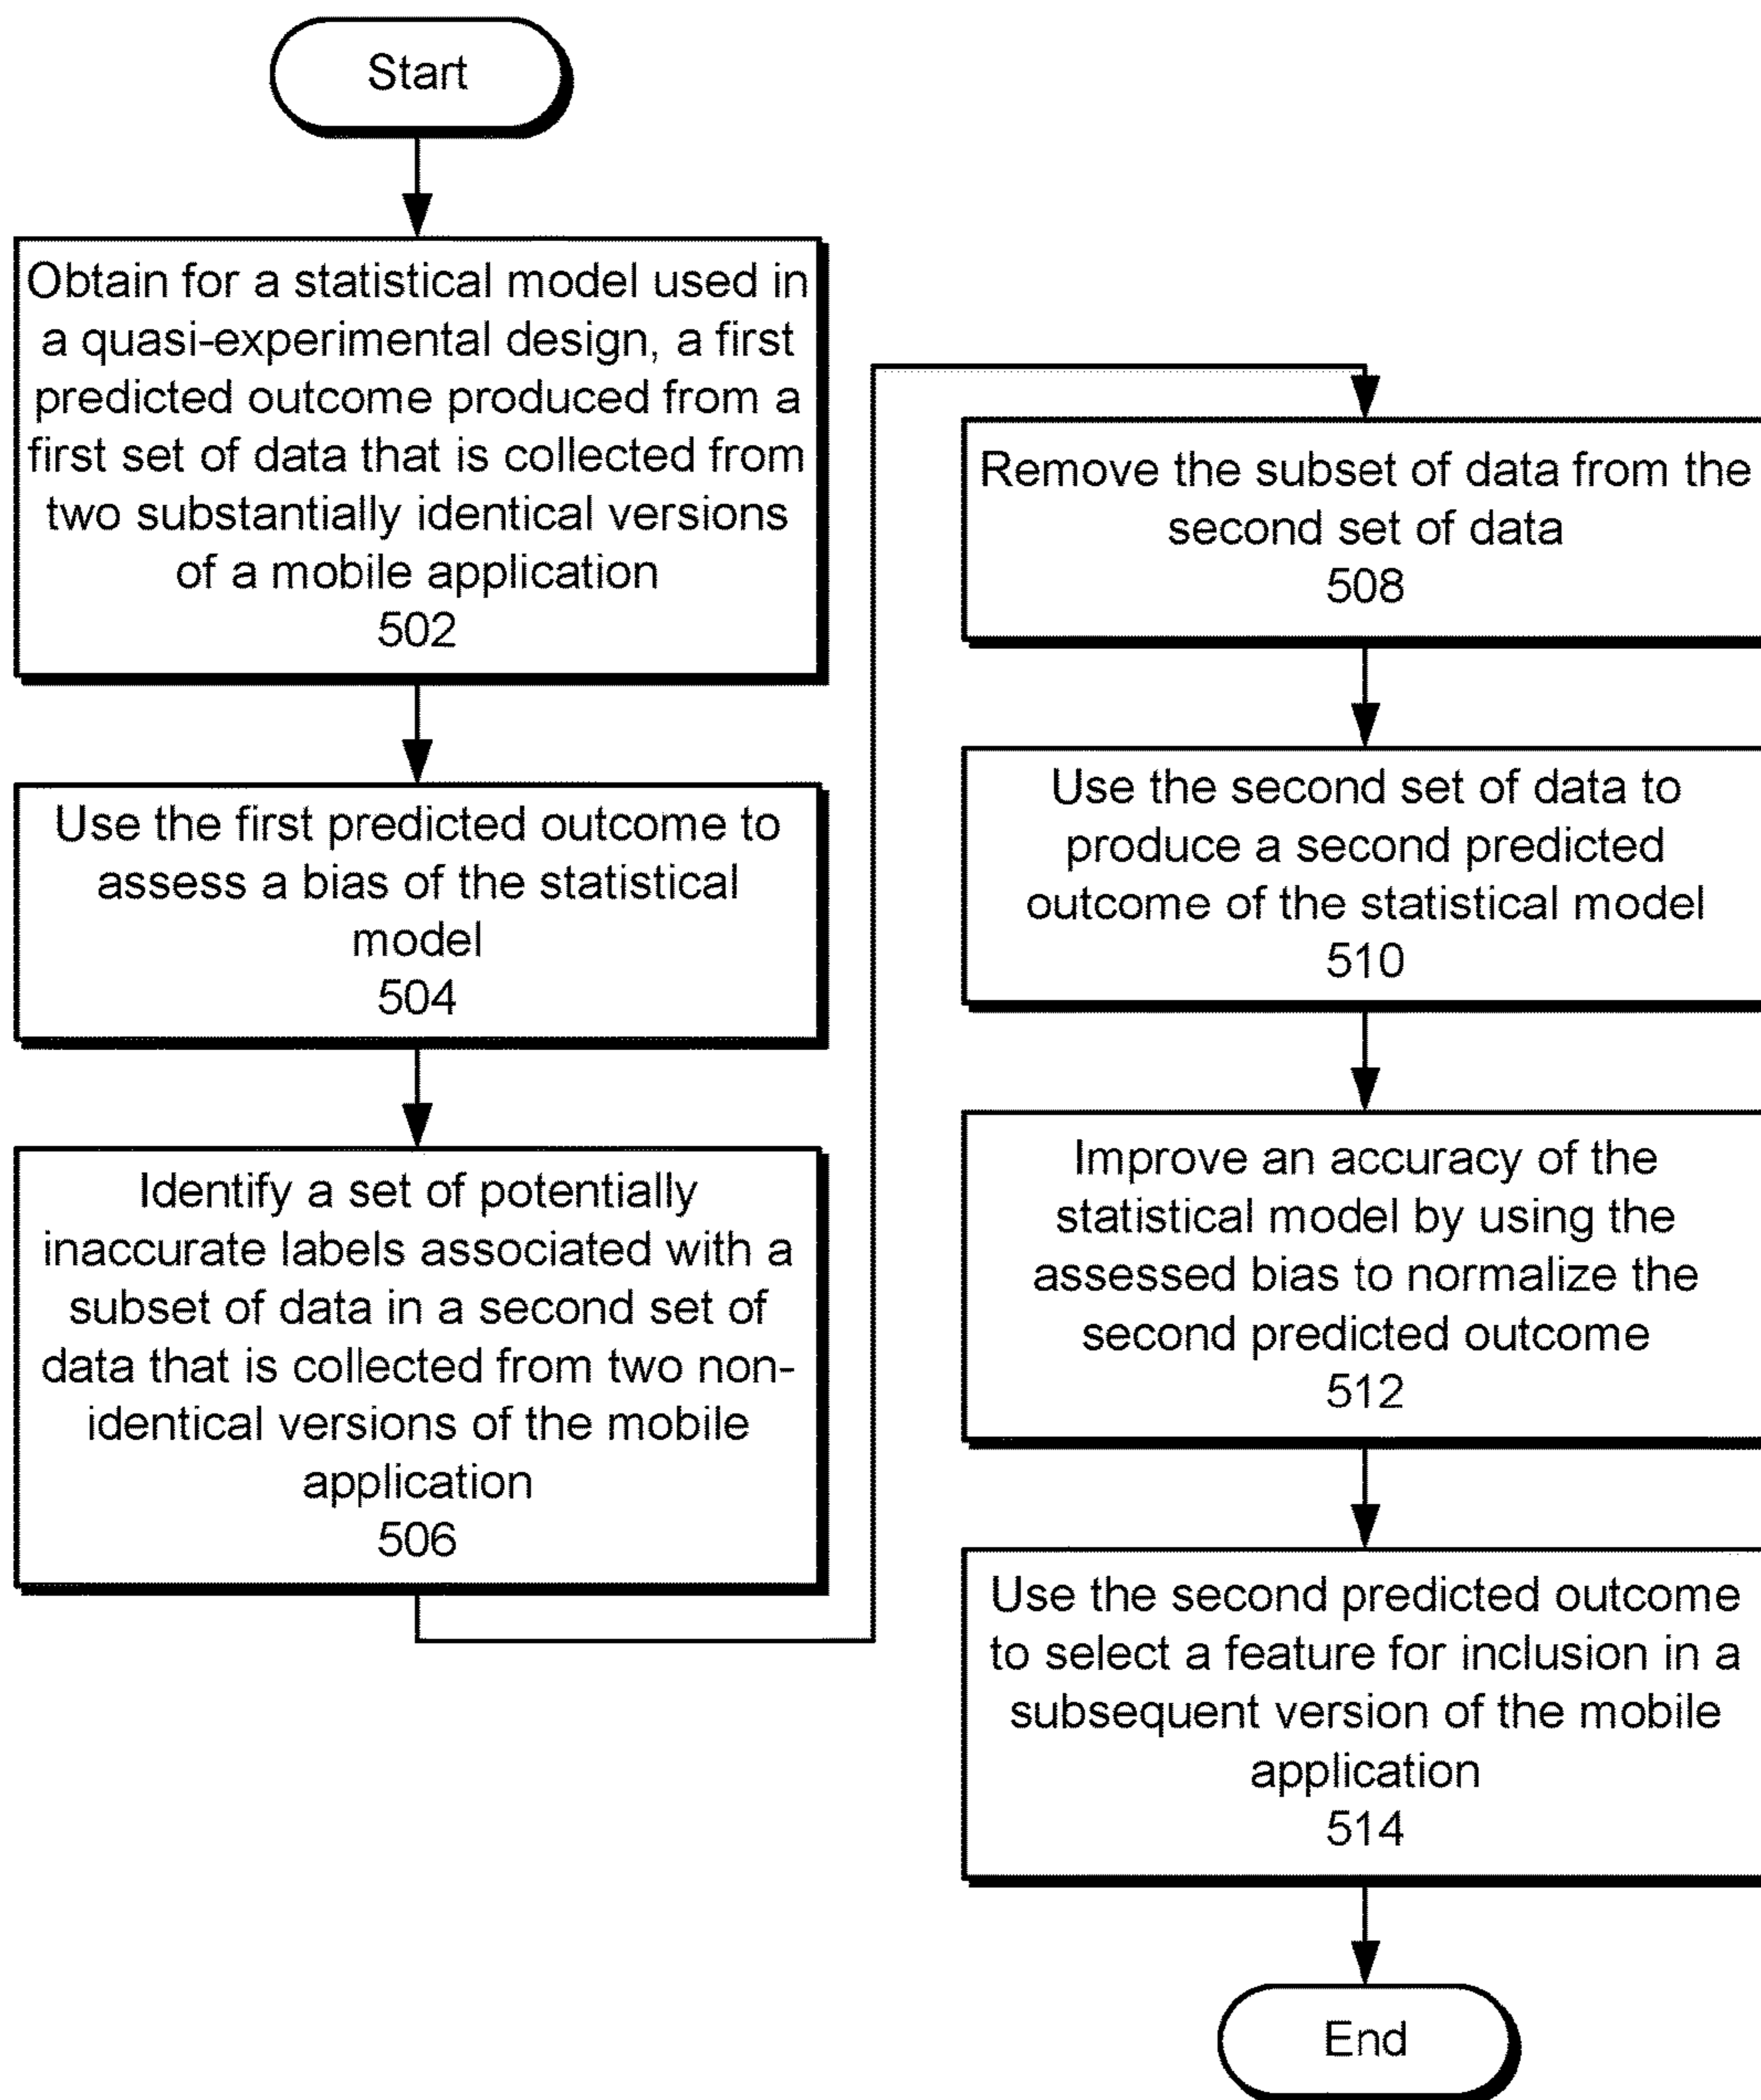 Start
Obtain for a statistical model used in
a quasi-experimental design, a first
predicted outcome produced from a
first set of data that is collected from
two substantially identical versions
of a mobile application
502
Use the first predicted outcome to
assess a bias of the statistical
model
504
Identify a set of potentially
inaccurate labels associated with a
subset of data in a second set of
data that is collected from two non-
identical versions of the mobile
application
506
Remove the subset of data from the
second set of data
508
Use the second set of data to
produce a second predicted
outcome of the statistical model
510
Improve an accuracy of the
statistical model by using the
assessed bias to normalize the
second predicted outcome
512
Use the second predicted outcome
to select a feature for inclusion in a
subsequent version of the mobile
application
514
End